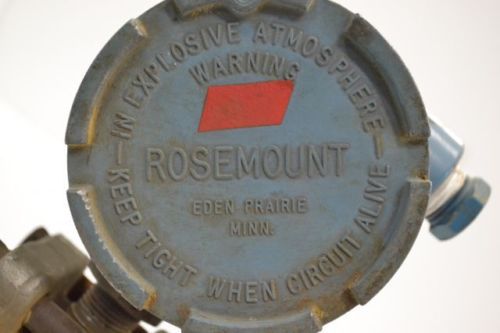 WARNING
— IN EXPLOSIVE ATMOSPHERE —
KEEP TIGHT WHEN CIRCUIT ALIVE
ROSEMOUNT
EDEN PRAIRIE
MINN.